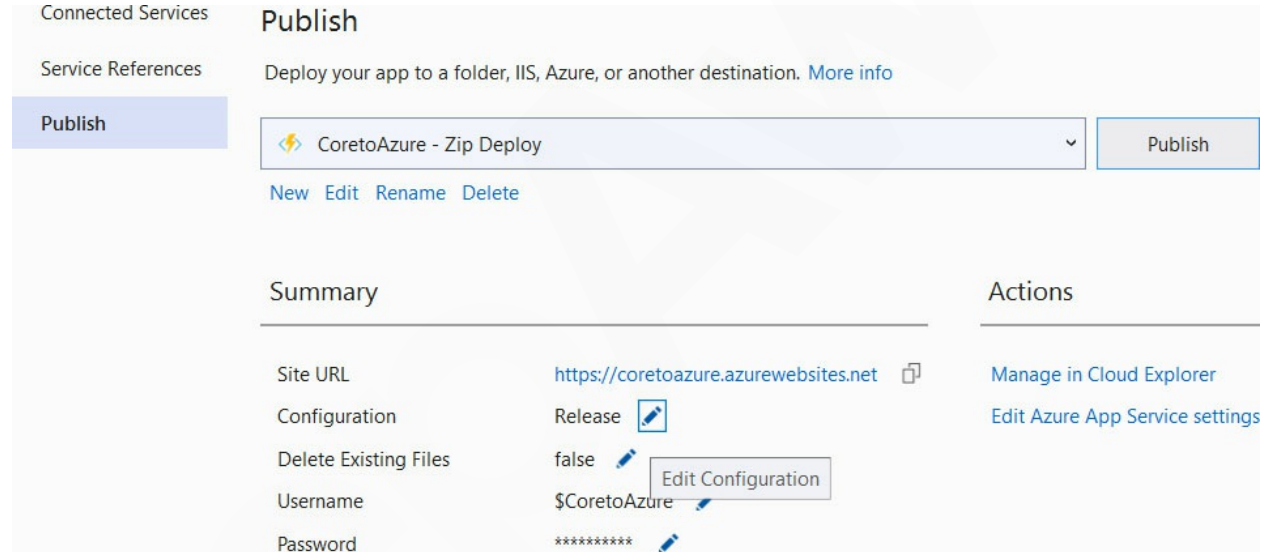 Connected Services
Service References
Publish
Publish
Deploy your app to a folder, IIS, Azure, or another destination. More info
CoretoAzure - Zip Deploy
Publish
New Edit Rename Delete
Summary
Site URL https://coretoazure.azurewebsites.net
Configuration Release
Delete Existing Files false
Edit Configuration
Username $CoretoAzure
Password **********
Actions
Manage in Cloud Explorer
Edit Azure App Service settings